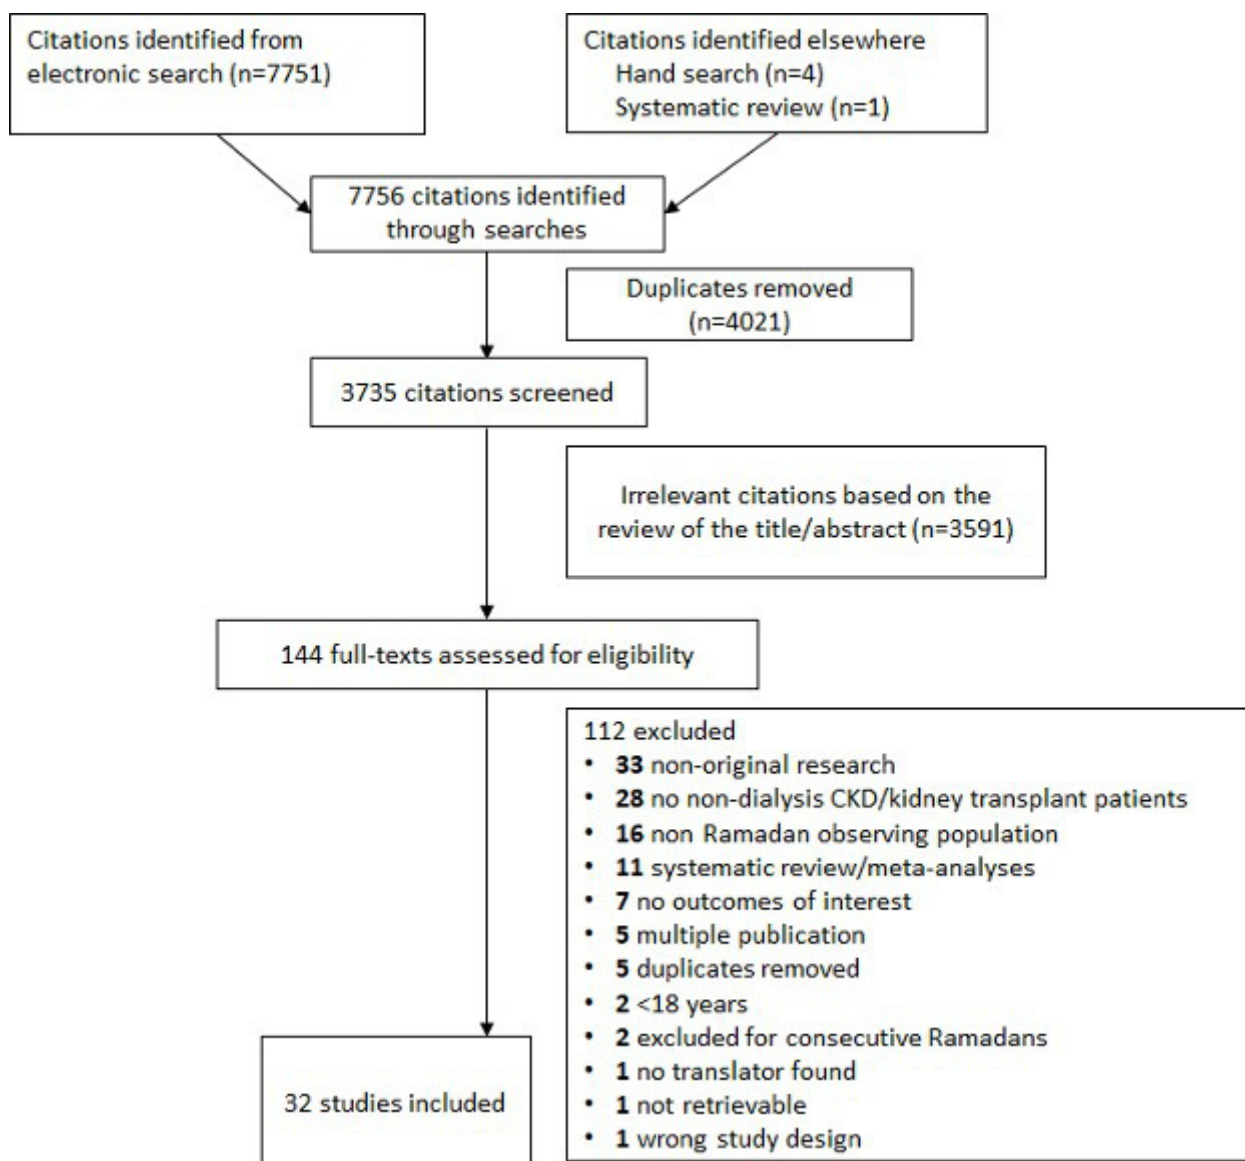 Citations identified from
electronic search (n=7751)
Citations identified elsewhere
Hand search (n=4)
Systematic review (n=1)
7756 citations identified
through searches
Duplicates removed
(n=4021)
3735 citations screened
Irrelevant citations based on the
review of the title/abstract (n=3591)
144 full-texts assessed for eligibility
112 excluded
• 33 non-original research
• 28 no non-dialysis CKD/kidney transplant patients
• 16 non Ramadan observing population
• 11 systematic review/meta-analyses
• 7 no outcomes of interest
• 5 multiple publication
• 5 duplicates removed
• 2 <18 years
• 2 excluded for consecutive Ramadans
• 1 no translator found
• 1 not retrievable
• 1 wrong study design
32 studies included